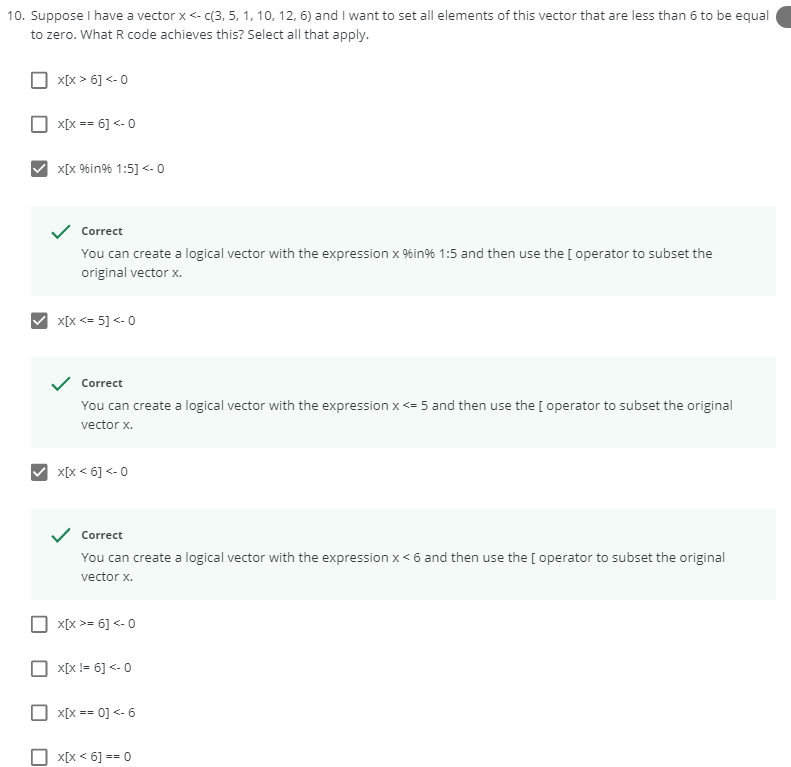 10. Suppose I have a vector x <- c(3, 5, 1, 10, 12, 6) and I want to set all elements of this vector that are less than 6 to be equal
to zero. What R code achieves this? Select all that apply.
x[x > 6] <- 0
x[x == 6] <- 0
x[x %in% 1:5] <- 0
Correct
You can create a logical vector with the expression x %in% 1:5 and then use the [ operator to subset the
original vector x.
x[x <= 5] <- 0
Correct
You can create a logical vector with the expression x <= 5 and then use the [ operator to subset the original
vector x.
x[x < 6] <- 0
Correct
You can create a logical vector with the expression x < 6 and then use the [ operator to subset the original
vector x.
x[x >= 6] <- 0
x[x != 6] <- 0
x[x == 0] <- 6
x[x < 6] == 0